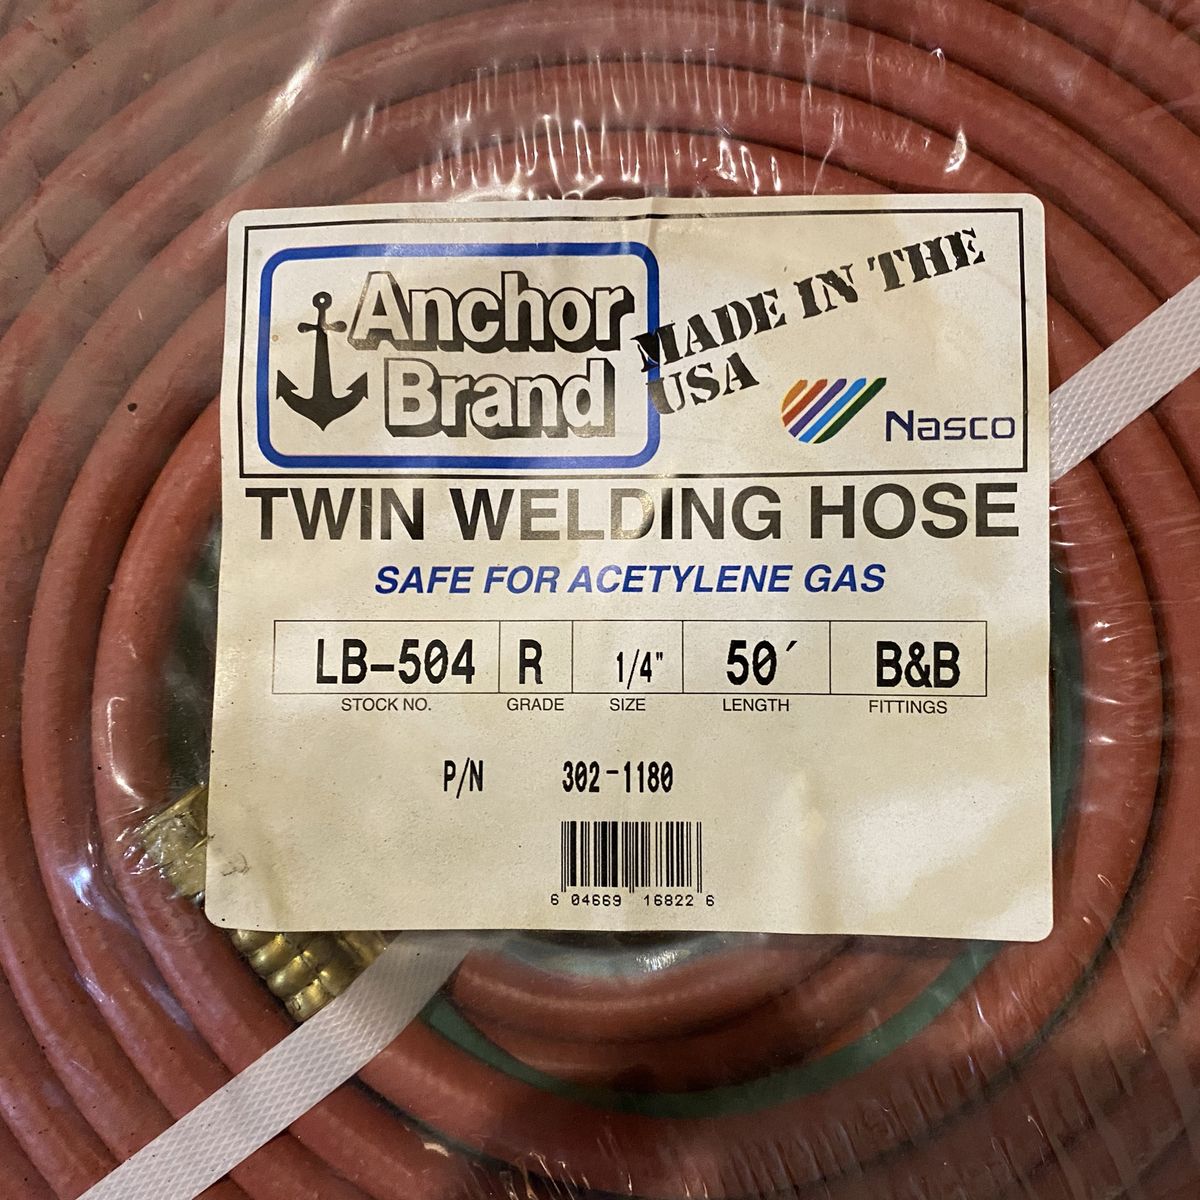 Anchor
Brand
MADE IN THE
USA
Nasco
TWIN WELDING HOSE
SAFE FOR ACETYLENE GAS
LB-504 R 1/4" 50´ B&B
STOCK NO. GRADE SIZE LENGTH FITTINGS
P/N 302-1180
6 04669 16822 6